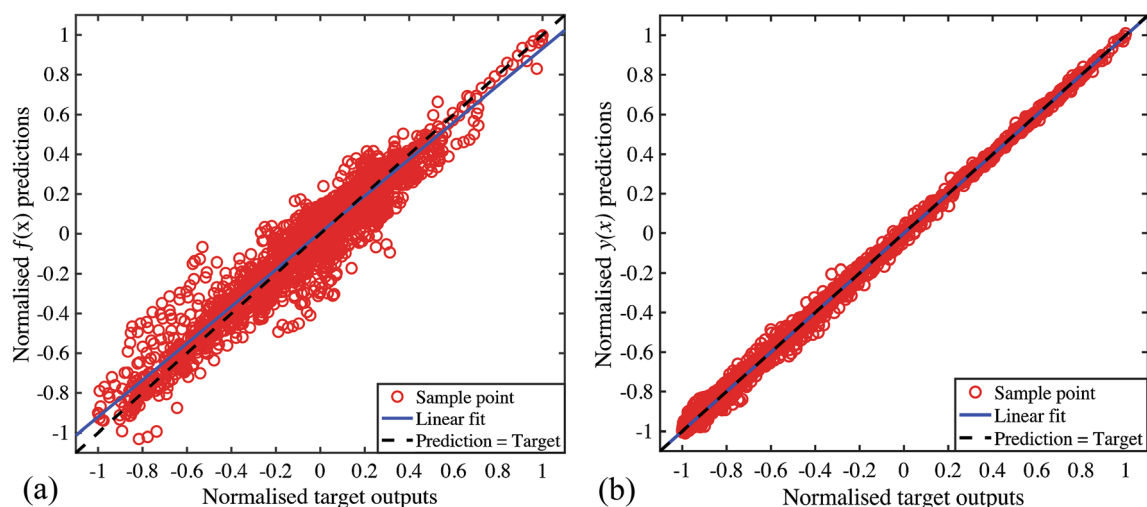 1
0.8
0.6
0.4
0.2
0
-0.2
-0.4
-0.6
-0.8
-1
Normalised f(x) predictions
Sample point
Linear fit
Prediction = Target
-1 -0.8 -0.6 -0.4 -0.2 0 0.2 0.4 0.6 0.8 1
Normalised target outputs
(a)
1
0.8
0.6
0.4
0.2
0
-0.2
-0.4
-0.6
-0.8
-1
Normalised y(x) predictions
Sample point
Linear fit
Prediction = Target
-1 -0.8 -0.6 -0.4 -0.2 0 0.2 0.4 0.6 0.8 1
Normalised target outputs
(b)